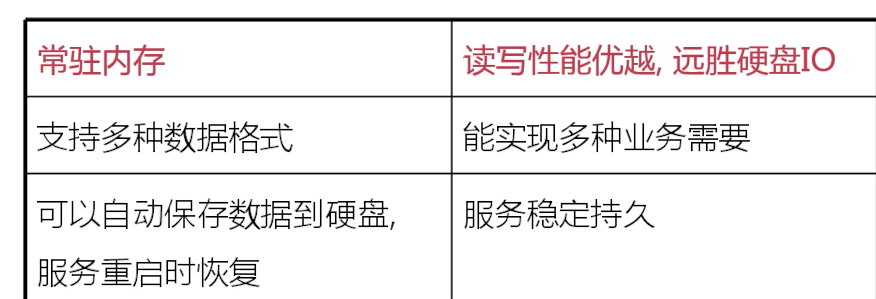 常驻内存
读写性能优越, 远胜硬盘IO
支持多种数据格式
能实现多种业务需要
可以自动保存数据到硬盘,
服务重启时恢复
服务稳定持久